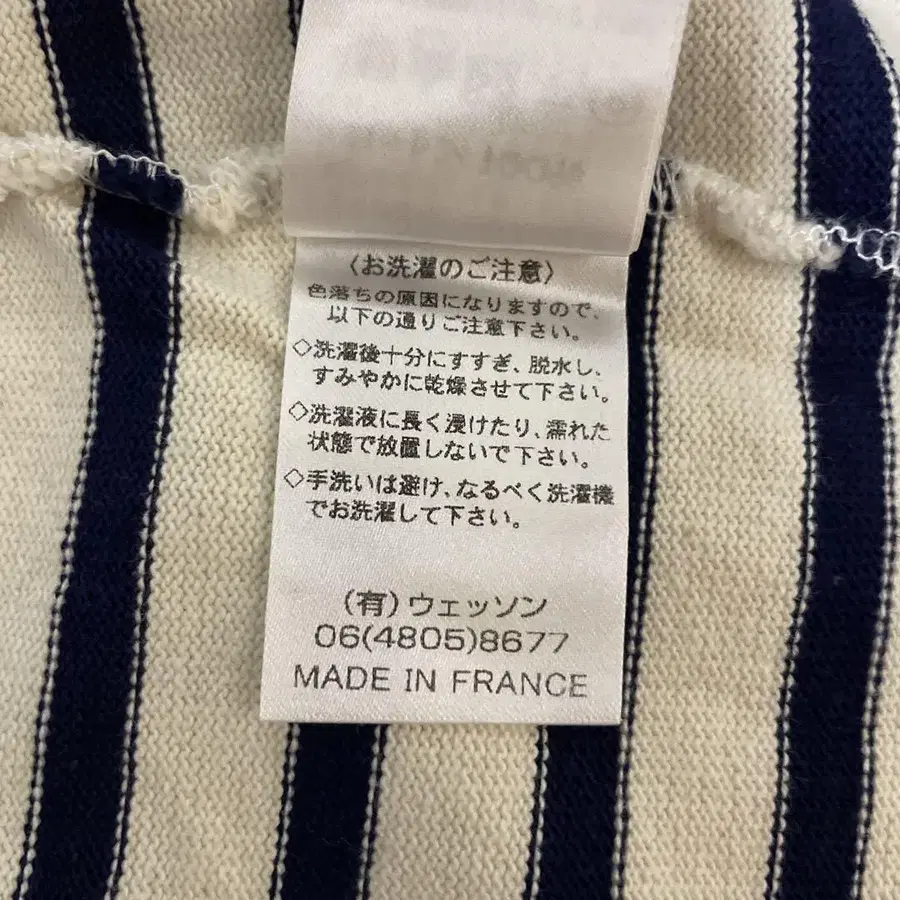 〈お洗濯のご注意〉
色落ちの原因になりますので、
以下の通りご注意下さい。
◇洗濯後十分にすすぎ、脱水し、
すみやかに乾燥させて下さい。
◇洗濯液に長く浸けたり、濡れた
状態で放置しないで下さい。
◇手洗いは避け、なるべく洗濯機
でお洗濯して下さい。
(有)ウェッソン
06(4805)8677
MADE IN FRANCE